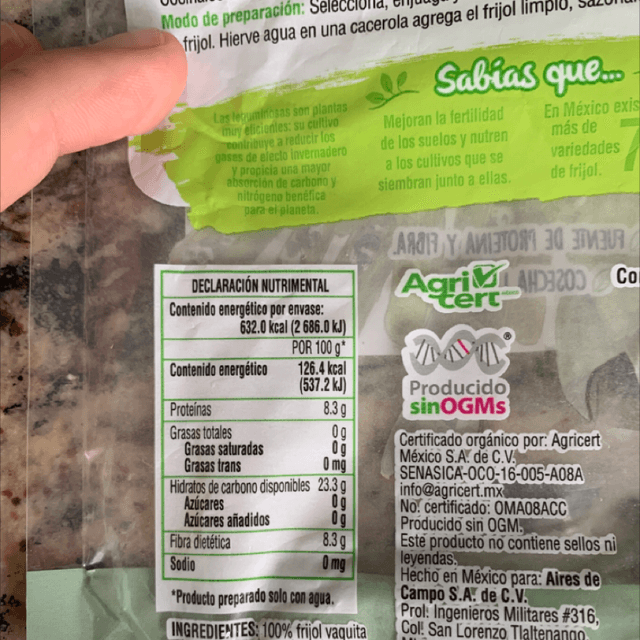 Modo de preparación: Selecciona, enjuaga
frijol. Hierve agua en una cacerola agrega el frijol limpio, sazona
Sabías que...
Las leguminosas son plantas
muy eficientes: su cultivo
contribuye a reducir los
gases de efecto invernadero
y propicia una mayor
absorción de carbono y
nitrógeno benéfica
para el planeta.
Mejoran la fertilidad
de los suelos y nutren
a los cultivos que se
siembran junto a ellas.
En México exis
más de
variedades
de frijol.
7
FUENTE DE PROTEINA Y FIBRA
COSECHA
Co
Agri
cert
DECLARACIÓN NUTRIMENTAL
Contenido energético por envase:
632.0 kcal (2 686.0 kJ)
POR 100 g*
Contenido energético 126.4 kcal
(537.2 kJ)
Proteínas 8.3 g
Grasas totales 0 g
Grasas saturadas 0 g
Grasas trans 0 mg
Hidratos de carbono disponibles 23.3 g
Azúcares 0 g
Azúcares añadidos 0 g
Fibra dietética 8.3 g
Sodio 0 mg
*Producto preparado solo con agua.
INGREDIENTES: 100% frijol vaquita
®
Producido
sinOGMs
Certificado orgánico por: Agricert
México S.A. de C.V.
SENASICA-OCO-16-005-A08A
info@agricert.mx
No. certificado: OMA08ACC
Producido sin OGM.
Este producto no contiene sellos ni
leyendas.
Hecho en México para: Aires de
Campo S.A. de C.V.
Prol. Ingenieros Militares #316,
Col. San Lorenzo Tlaltenango,